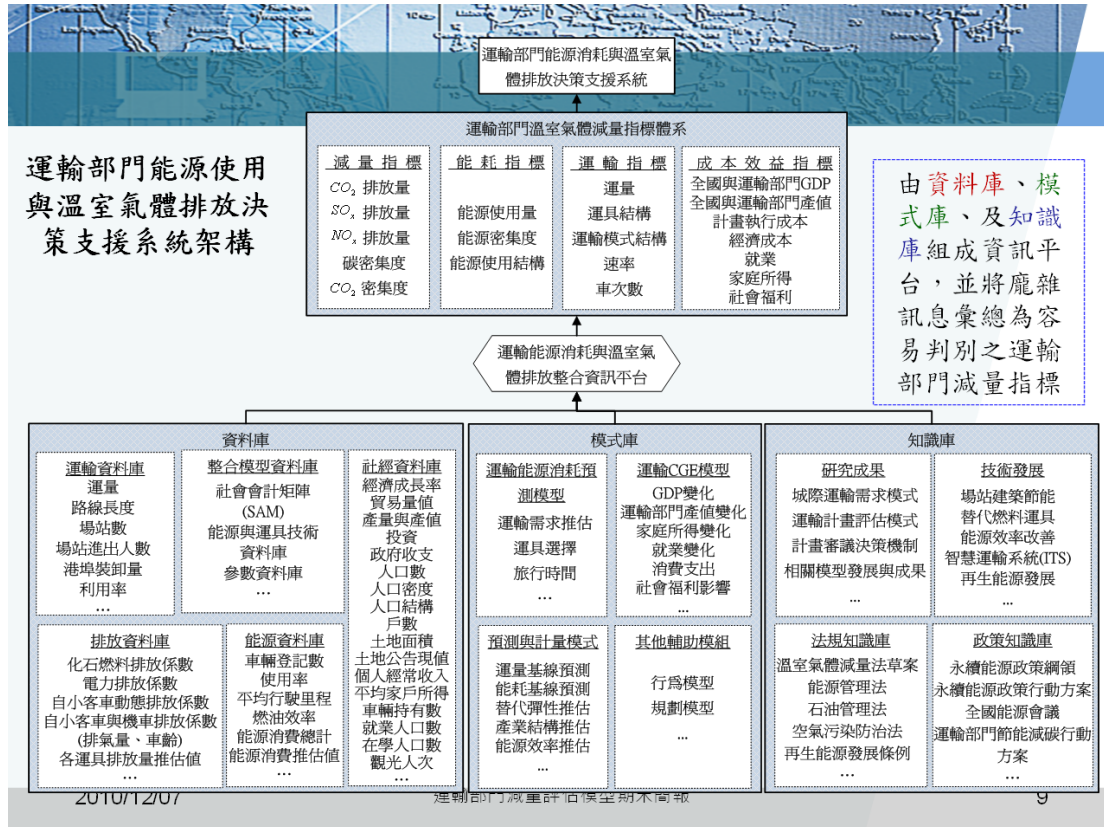 運輸部門能源消耗與溫室氣
體排放決策支援系統
運輸部門能源使用
與溫室氣體排放決
策支援系統架構
運輸部門溫室氣體減量指標體系
減量指標
CO₂ 排放量
SOₓ 排放量
NOₓ 排放量
碳密集度
CO₂ 密集度
能耗指標
能源使用量
能源密集度
能源使用結構
運輸指標
運量
運具結構
運輸模式結構
速率
車次數
成本效益指標
全國與運輸部門GDP
全國與運輸部門產值
計畫執行成本
經濟成本
就業
家庭所得
社會福利
由資料庫、模
式庫、及知識
庫組成資訊平
台，並將龐雜
訊息彙總為容
易判別之運輸
部門減量指標
運輸能源消耗與溫室氣
體排放整合資訊平台
資料庫
運輸資料庫
運量
路線長度
場站數
場站進出人數
港埠裝卸量
利用率
…
整合模型資料庫
社會會計矩陣
(SAM)
能源與運具技術
資料庫
參數資料庫
…
社經資料庫
經濟成長率
貿易量值
產量與產值
投資
政府收支
人口數
人口密度
人口結構
戶數
土地面積
土地公告現值
個人經常收入
平均家戶所得
車輛持有數
就業人口數
在學人口數
觀光人次
…
排放資料庫
化石燃料排放係數
電力排放係數
自小客車動態排放係數
自小客車與機車排放係數
(排氣量、車齡)
各運具排放量推估值
…
能源資料庫
車輛登記數
使用率
平均行駛里程
燃油效率
能源消費總計
能源消費推估值
…
模式庫
運輸能源消耗預
測模型
運輸需求推估
運具選擇
旅行時間
…
運輸CGE模型
GDP變化
運輸部門產值變化
家庭所得變化
就業變化
消費支出
社會福利影響
...
預測與計量模式
運量基線預測
能耗基線預測
替代彈性推估
產業結構推估
能源效率推估
...
其他輔助模組
行為模型
規劃模型
...
知識庫
研究成果
城際運輸需求模式
運輸計畫評估模式
計畫審議決策機制
相關模型發展與成果
...
技術發展
場站建築節能
替代燃料運具
能源效率改善
智慧運輸系統(ITS)
再生能源發展
...
法規知識庫
溫室氣體減量法草案
能源管理法
石油管理法
空氣污染防治法
再生能源發展條例
…
政策知識庫
永續能源政策綱領
永續能源政策行動方案
全國能源會議
運輸部門節能減碳行動
方案
…
2010/12/07
運輸部門減量評估模型期末簡報
9